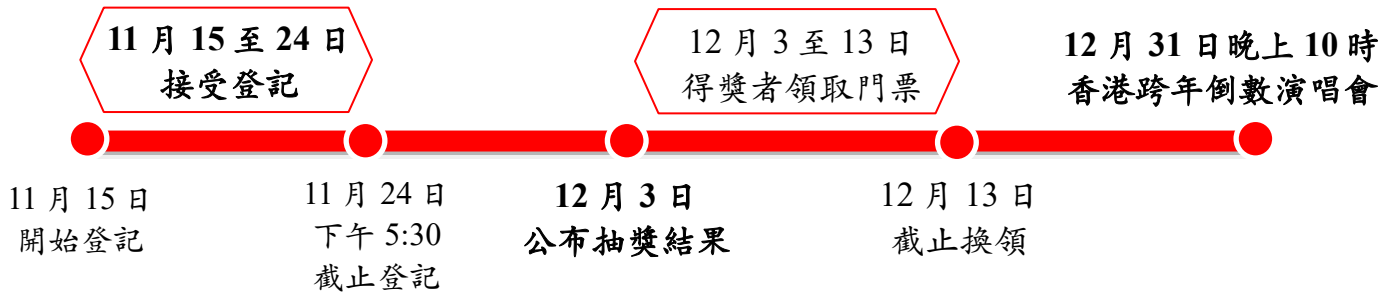 11 月 15 至 24 日
接受登記
12 月 3 至 13 日
得獎者領取門票
12 月 31 日晚上 10 時
香港跨年倒數演唱會
11 月 15 日
開始登記
11 月 24 日
下午 5:30
截止登記
12 月 3 日
公布抽獎結果
12 月 13 日
截止換領